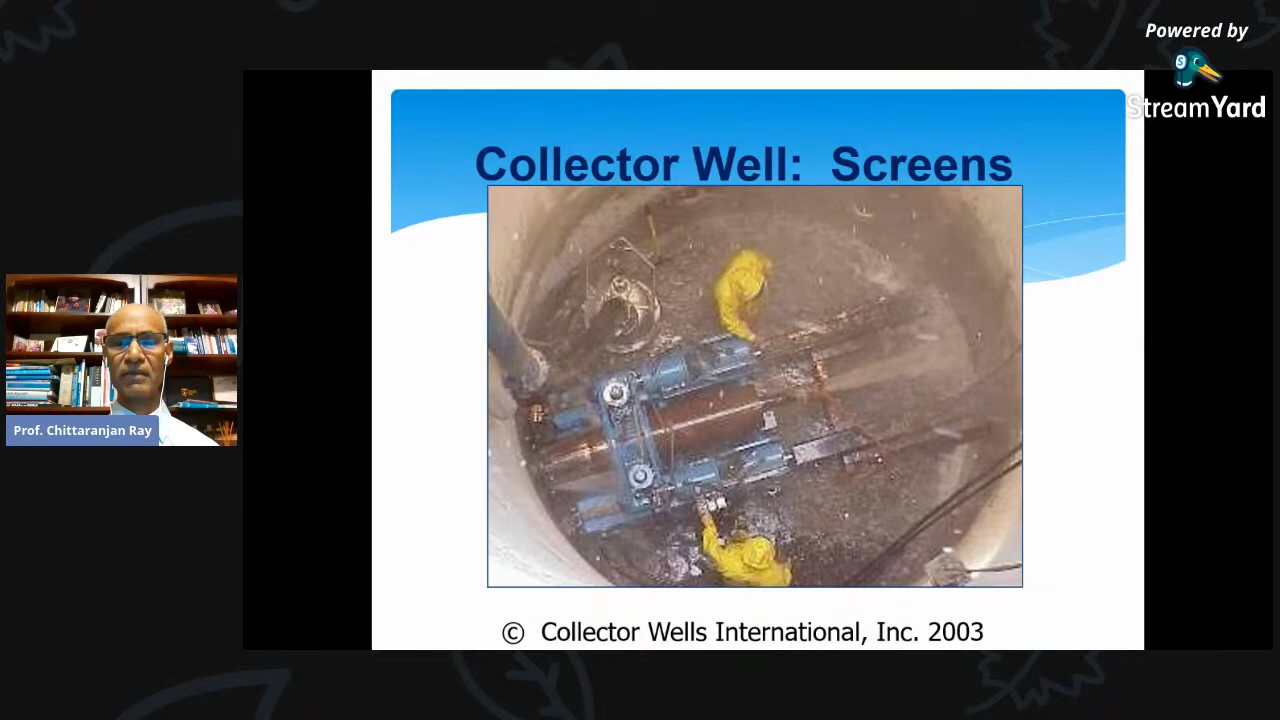 Powered by
StreamYard
Collector Well: Screens
Prof. Chittaranjan Ray
© Collector Wells International, Inc. 2003